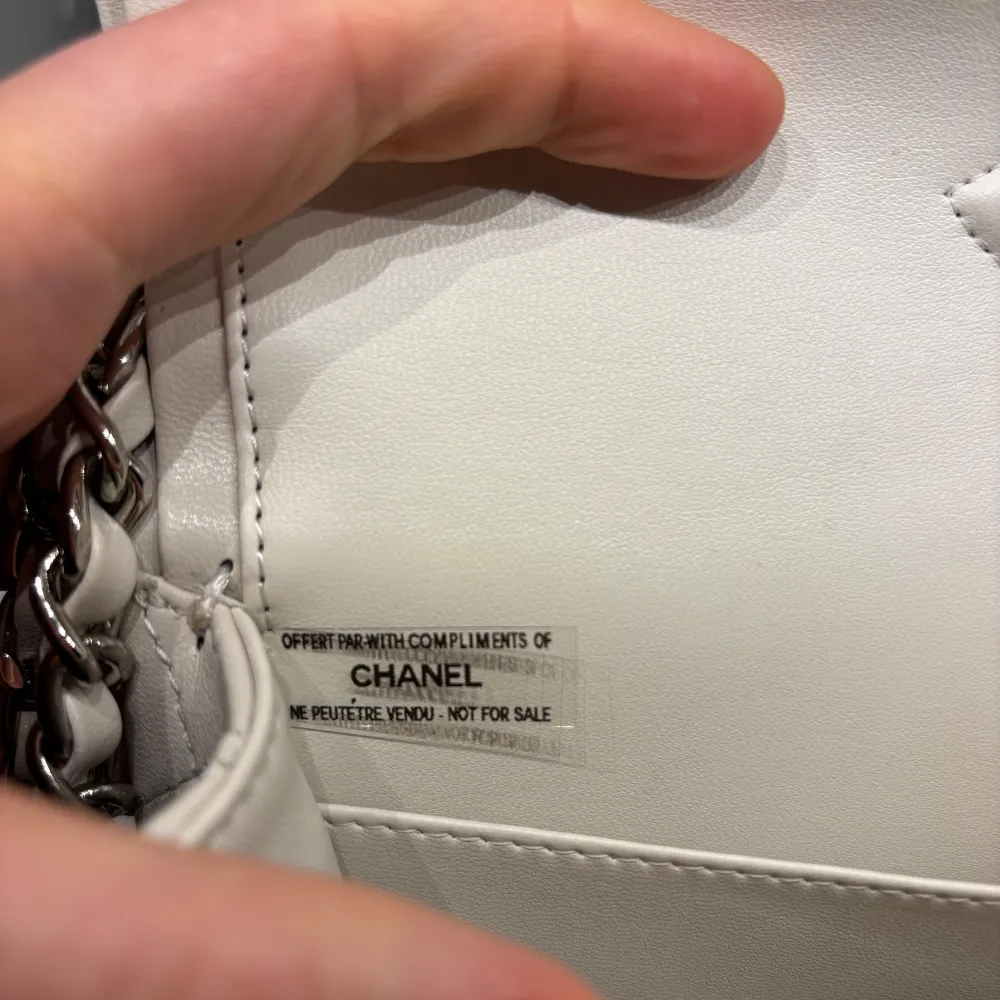 OFFERT PAR-WITH COMPLIMENTS OF
CHANEL
NE PEUTÊTRE VENDU - NOT FOR SALE